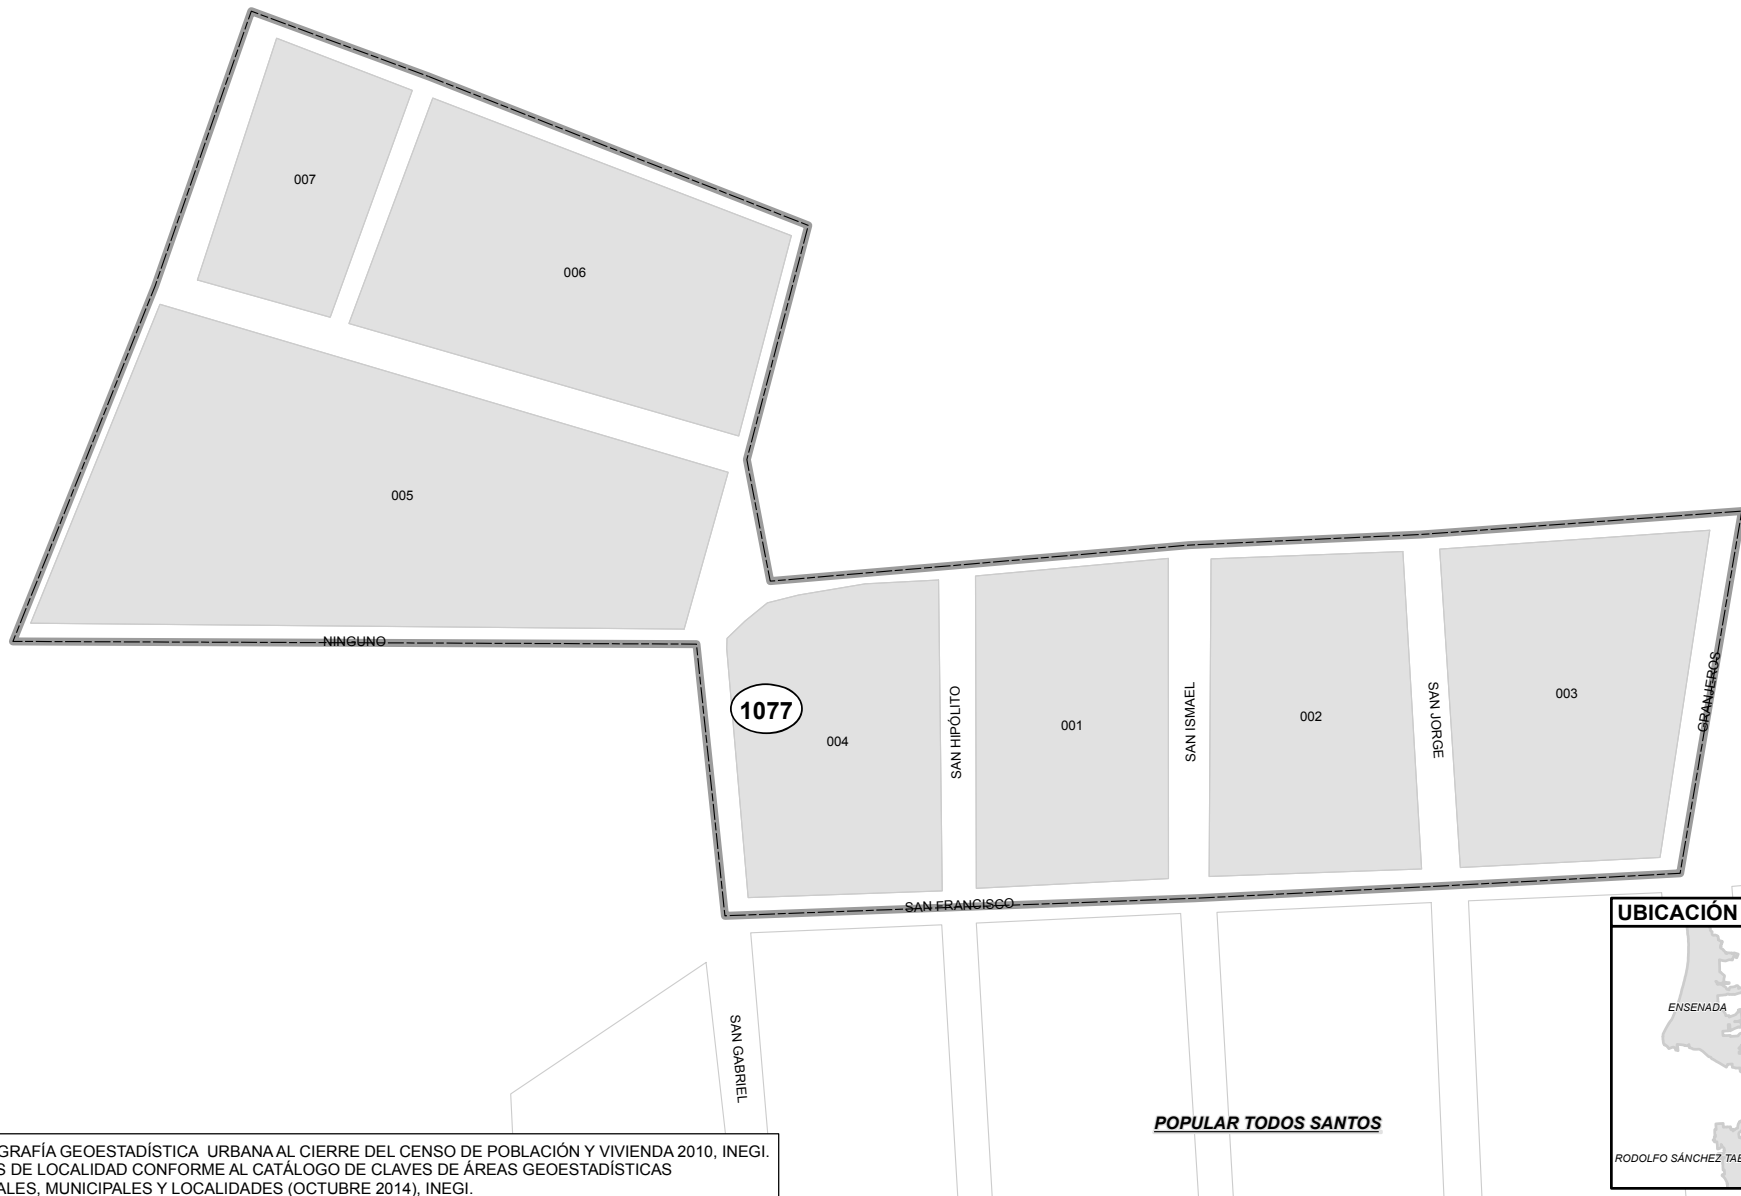 007
006
005
NINGUNO
1077
004
SAN HIPÓLITO
001
SAN ISMAEL
002
SAN JORGE
003
GRANJEROS
SAN FRANCISCO
UBICACIÓN
ENSENADA
SAN GABRIEL
POPULAR TODOS SANTOS
RODOLFO SÁNCHEZ
GRAFÍA GEOESTADÍSTICA URBANA AL CIERRE DEL CENSO DE POBLACIÓN Y VIVIENDA 2010, INEGI.
S DE LOCALIDAD CONFORME AL CATÁLOGO DE CLAVES DE ÁREAS GEOESTADÍSTICAS
ALES, MUNICIPALES Y LOCALIDADES (OCTUBRE 2014), INEGI.